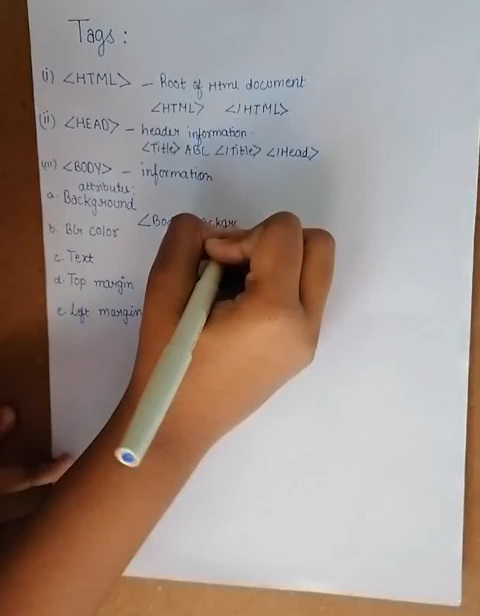 Tags :
(i) <HTML> – Root of Html document
<HTML> </HTML>
(ii) <HEAD> – header information
<Title> ABC </Title> </Head>
(iii) <BODY> – information
attributes:
a. Background
b. BG color
c. Text
d. Top margin
e. Left margin